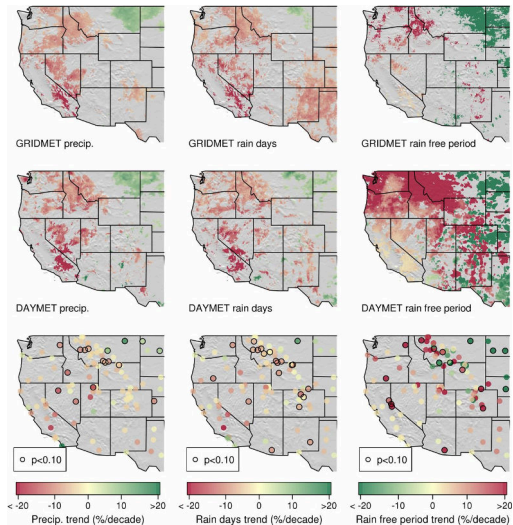 GRIDMET precip.
GRIDMET rain days
GRIDMET rain free period
DAYMET precip.
DAYMET rain days
DAYMET rain free period
p<0.10
p<0.10
p<0.10
< -20 -10 0 10 >20
< -20 -10 0 10 >20
< -20 -10 0 10 >20
Precip. trend (%/decade)
Rain days trend (%/decade)
Rain free period trend (%/decade)